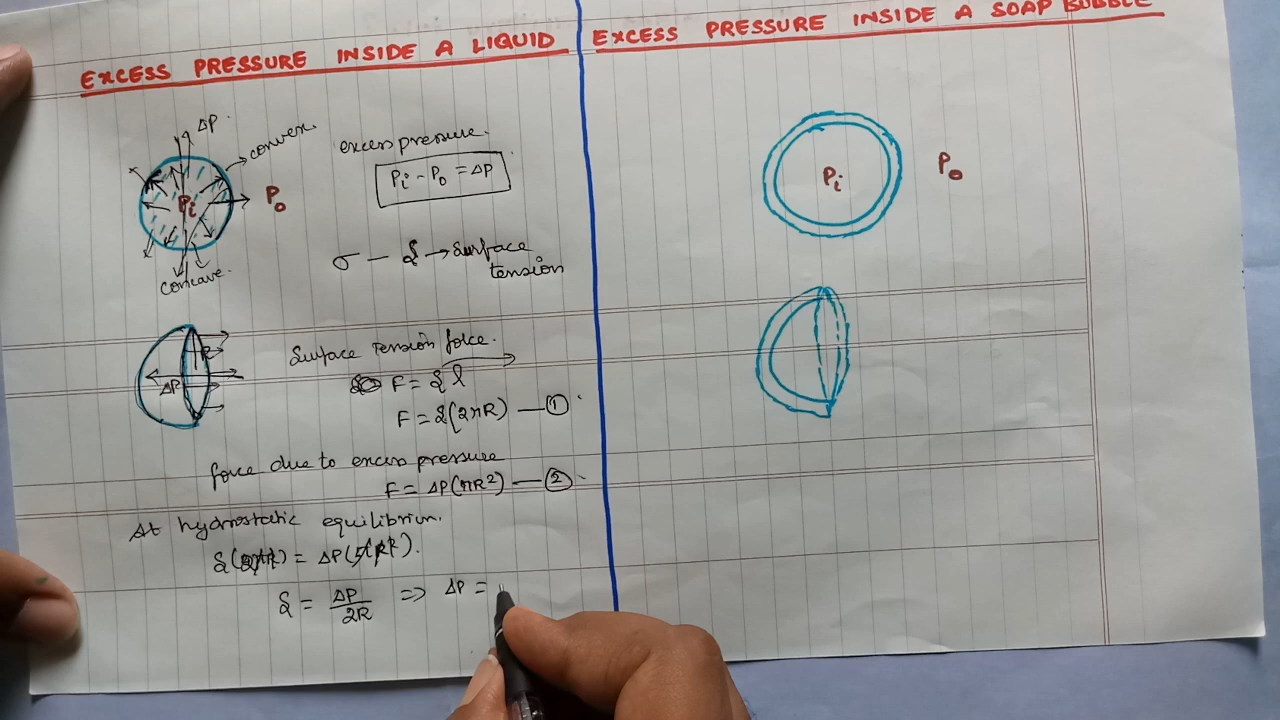 EXCESS PRESSURE INSIDE A LIQUID
ΔP
convex
Pi
Po
concave
excess pressure
Pi - Po = ΔP
σ - S → surface
tension
R
ΔP
Surface tension force
F = S l
F = S(2πR) — ①
force due to excess pressure
F = ΔP(πR²) — ②
At hydrostatic equilibrium
S = ΔP/2R => ΔP =
EXCESS PRESSURE INSIDE A SOAP BUBBLE
Pi
Po